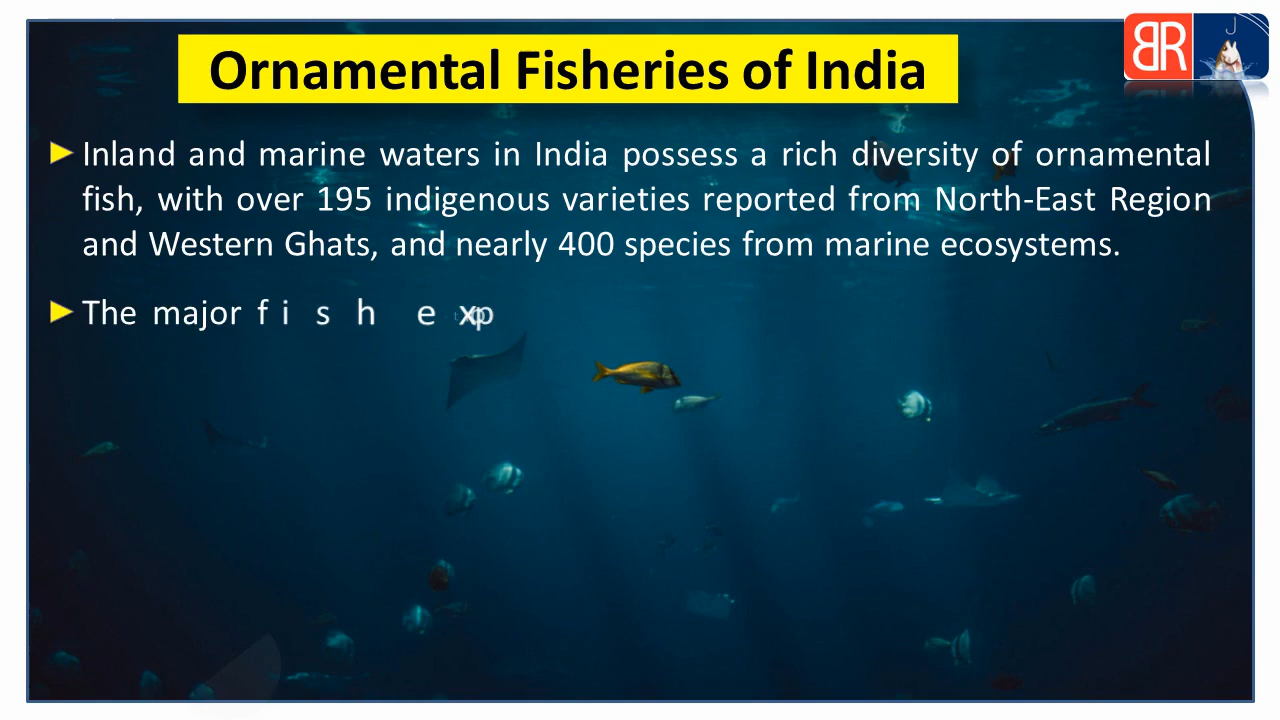 Ornamental Fisheries of India
Inland and marine waters in India possess a rich diversity of ornamental
fish, with over 195 indigenous varieties reported from North-East Region
and Western Ghats, and nearly 400 species from marine ecosystems.
The major fish
BR